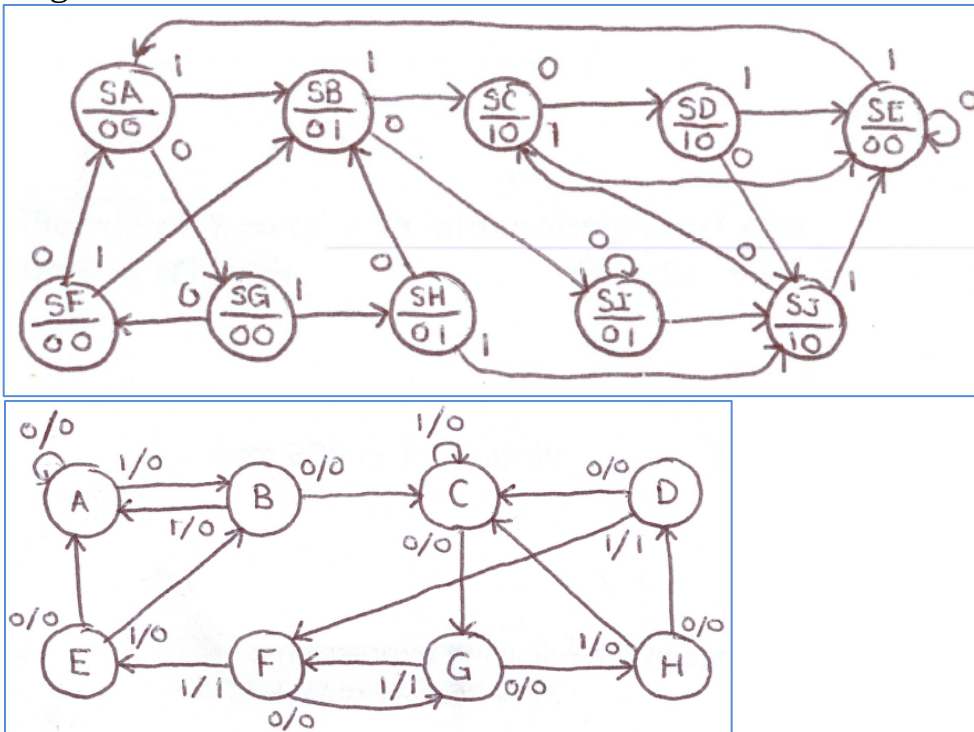 1 1 0 1 1
SA SB SC SD SE 0
00 01 10 10 00
0 0 1 0
0 1 0 0 0 0
SF SG 1 SH SI SJ 1
00 00 01 01 10
1
0/0 1/0
1/0 0/0 0/0
A B C D
1/0 0/0 1/1
0/0 1/0 1/0 0/0
E F G H
1/1 1/1 0/0
0/0